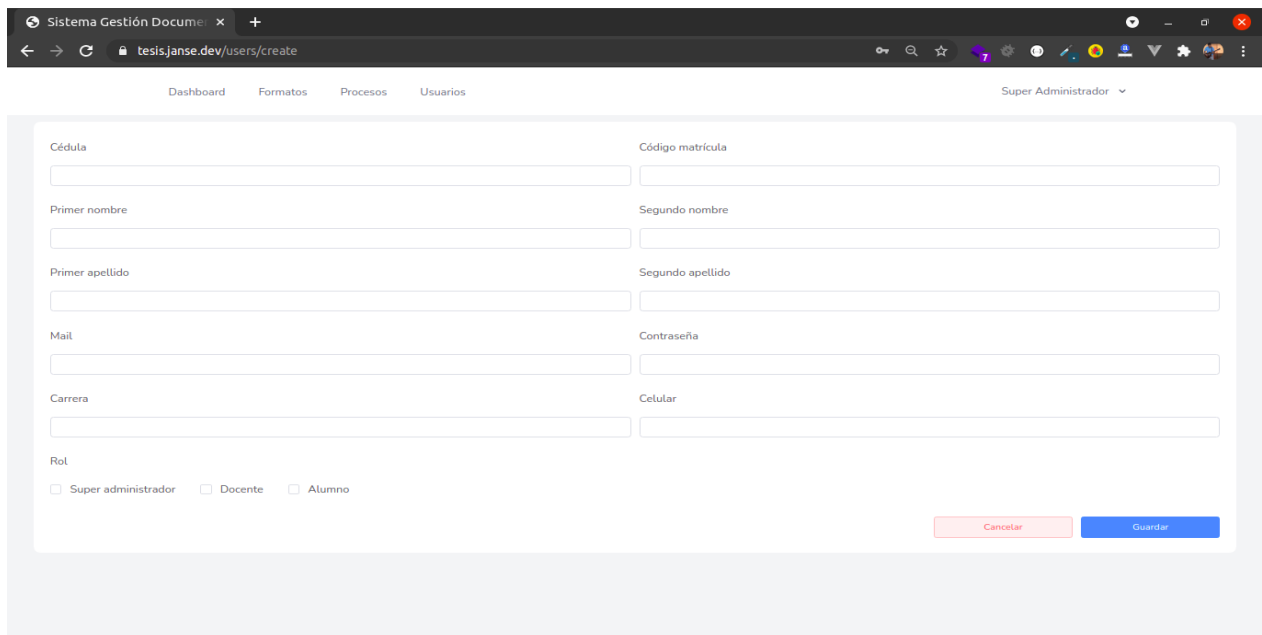 Sistema Gestión Docume
tesis.janse.dev/users/create
7
Dashboard Formatos Procesos Usuarios Super Administrador
Cédula Código matrícula
Primer nombre Segundo nombre
Primer apellido Segundo apellido
Mail Contraseña
Carrera Celular
Rol
Super administrador Docente Alumno
Cancelar Guardar